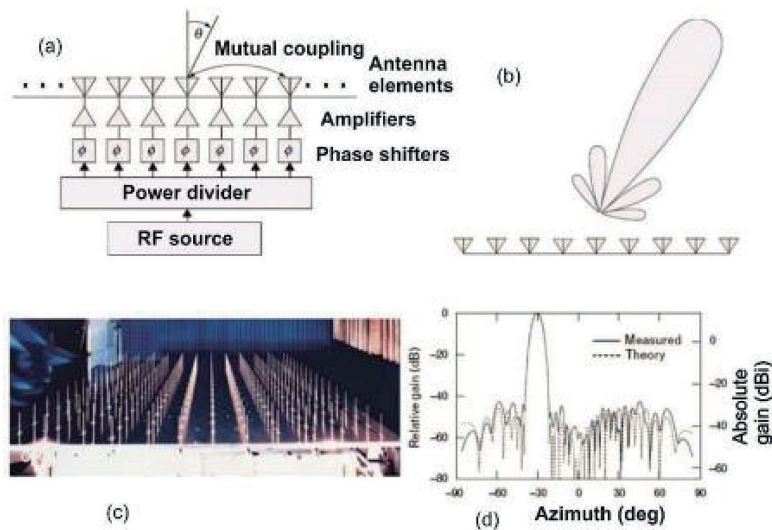 (a)
θ
Mutual coupling
Antenna
elements
Amplifiers
ϕ ϕ ϕ ϕ ϕ ϕ ϕ
Phase shifters
Power divider
RF source
(b)
(c)
0
−20
−40
−60
−80
Relative gain (dB)
Measured
Theory
0
−20
−40
−60
Absolute
gain (dBi)
−90 −60 −30 0 30 60 90
Azimuth (deg)
(d)